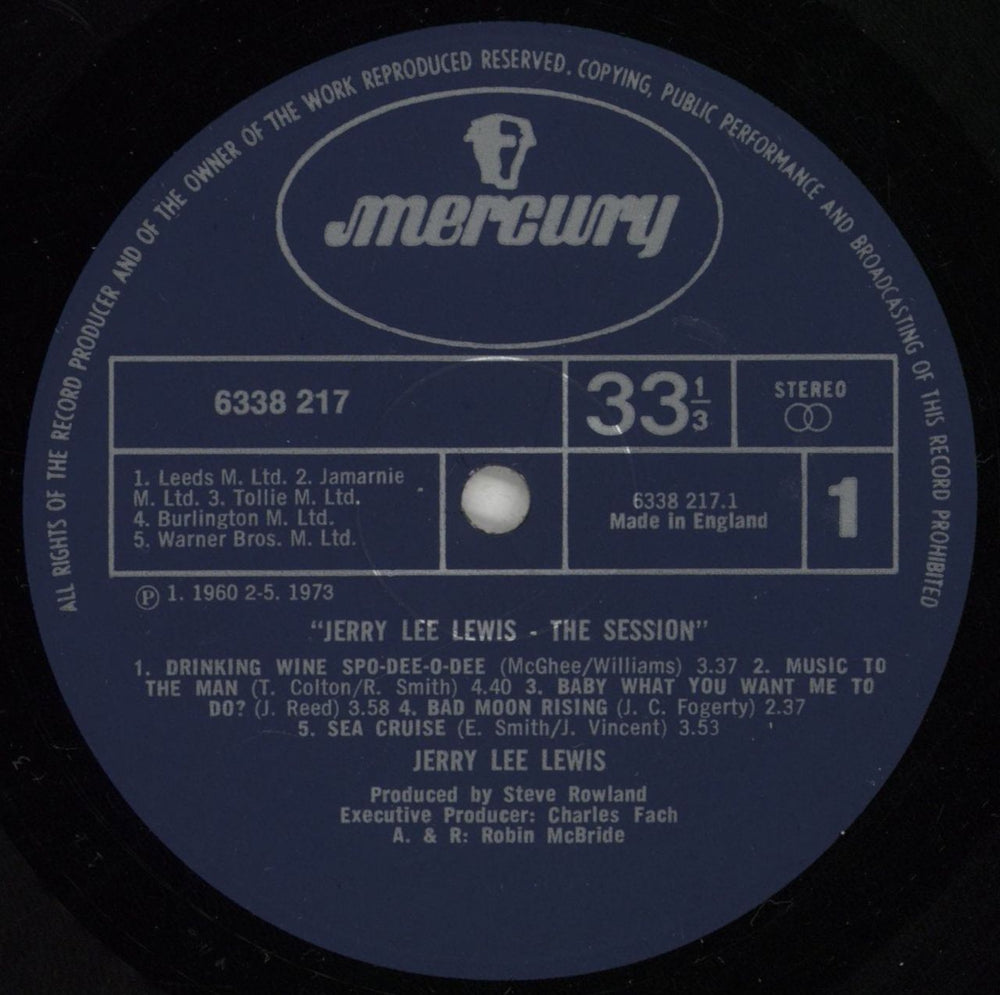 ALL RIGHTS OF THE RECORD PRODUCER AND OF THE OWNER OF THE WORK REPRODUCED RESERVED. COPYING, PUBLIC PERFORMANCE AND BROADCASTING OF THIS RECORD PROHIBITED
mercury
6338 217
33 1/3
STEREO
1. Leeds M. Ltd. 2. Jamarnie
M. Ltd. 3. Tollie M. Ltd.
4. Burlington M. Ltd.
5. Warner Bros. M. Ltd.
6338 217.1
Made in England
1
Ⓟ 1. 1960 2-5. 1973
"JERRY LEE LEWIS - THE SESSION"
1. DRINKING WINE SPO-DEE-O-DEE (McGhee/Williams) 3.37 2. MUSIC TO
THE MAN (T. Colton/R. Smith) 4.40 3. BABY WHAT YOU WANT ME TO
DO? (J. Reed) 3.58 4. BAD MOON RISING (J. C. Fogerty) 2.37
5. SEA CRUISE (E. Smith/J. Vincent) 3.53
JERRY LEE LEWIS
Produced by Steve Rowland
Executive Producer: Charles Fach
A. & R: Robin McBride